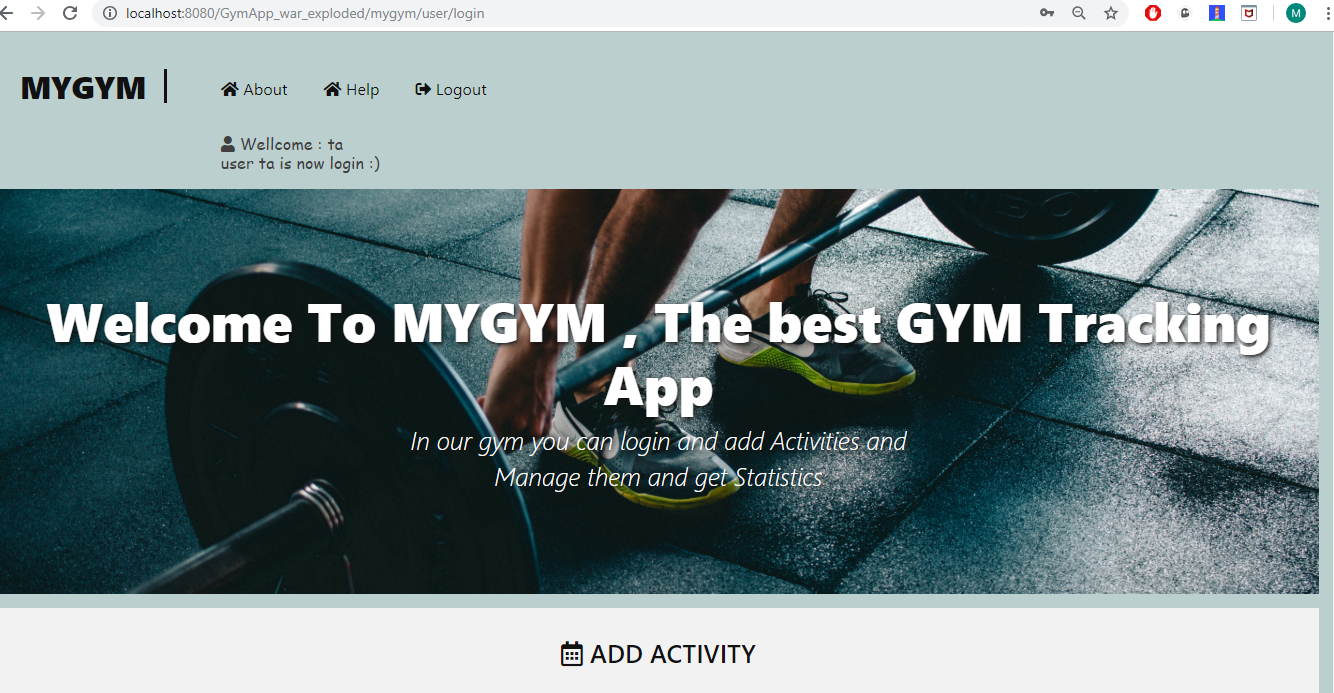 localhost:8080/GymApp_war_exploded/mygym/user/login
M
MYGYM
About Help Logout
Wellcome : ta
user ta is now login :)
Welcome To MYGYM , The best GYM Tracking
App
In our gym you can login and add Activities and
Manage them and get Statistics
ADD ACTIVITY